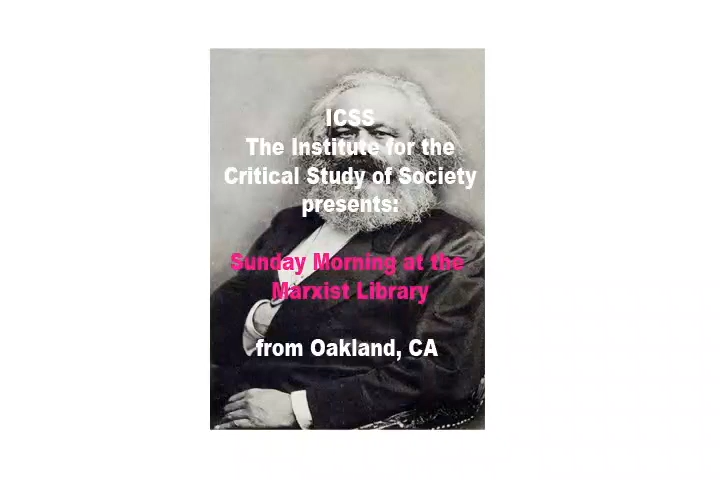 ICSS
The Institute for the
Critical Study of Society
presents:
Sunday Morning at the
Marxist Library
from Oakland, CA